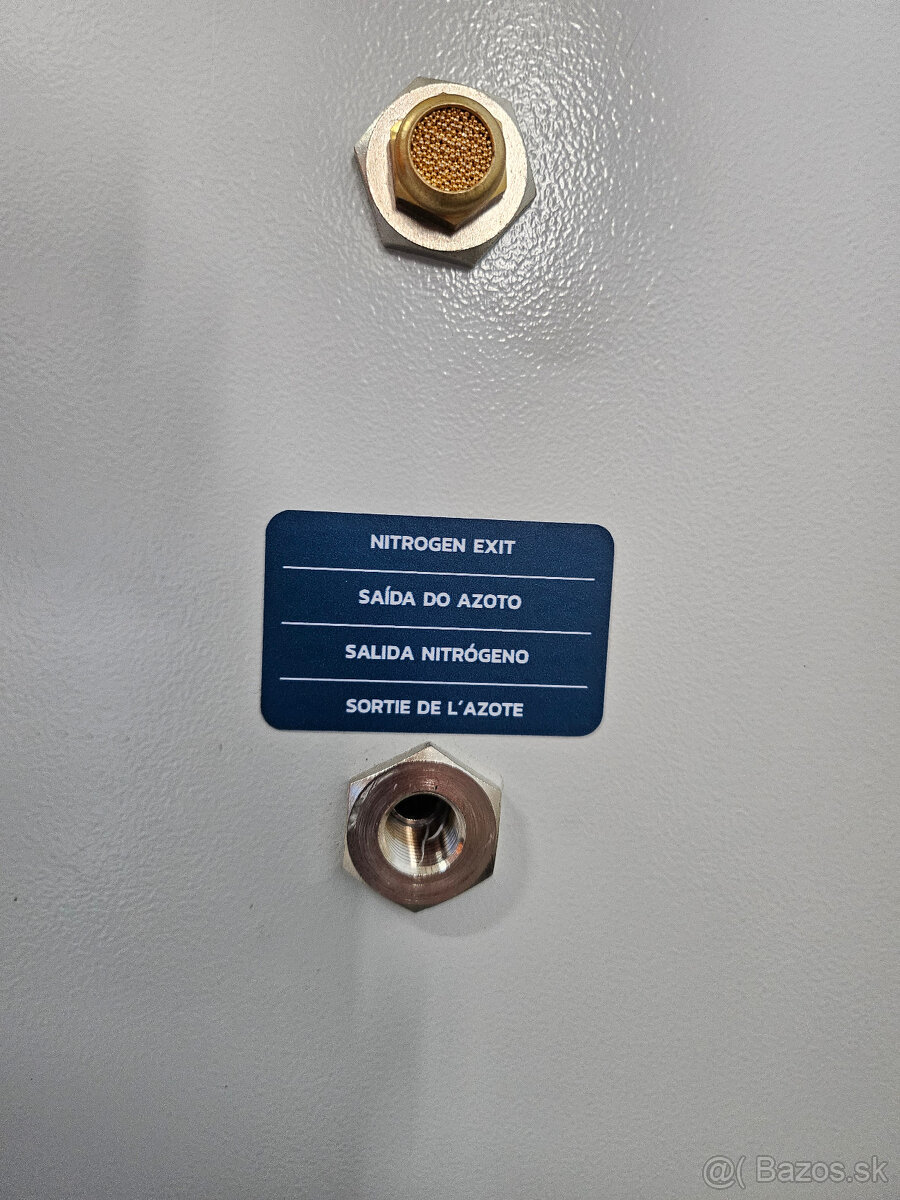 NITROGEN EXIT
SAÍDA DO AZOTO
SALIDA NITRÓGENO
SORTIE DE L´AZOTE
@( Bazos.sk